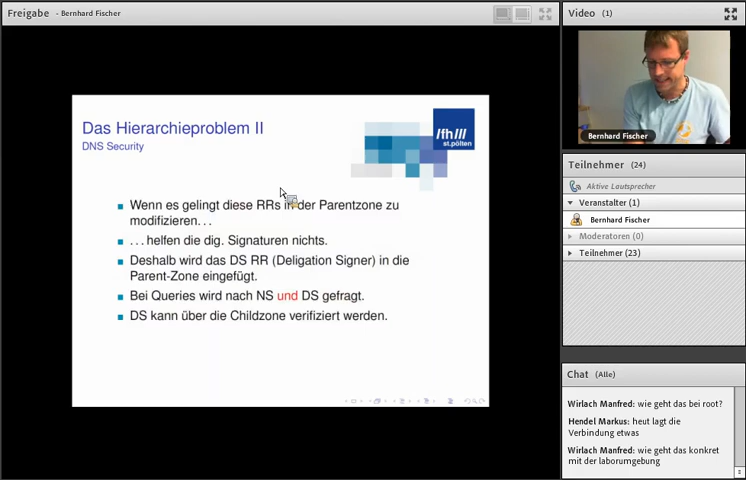 Freigabe - Bernhard Fischer
Das Hierarchieproblem II
DNS Security
/fh///
st.pölten
Wenn es gelingt diese RRs in der Parentzone zu
modifizieren. . .
. . . helfen die dig. Signaturen nichts.
Deshalb wird das DS RR (Deligation Signer) in die
Parent-Zone eingefügt.
Bei Queries wird nach NS und DS gefragt.
DS kann über die Childzone verifiziert werden.
Video (1)
Bernhard Fischer
Teilnehmer (24)
Aktive Lautsprecher
Veranstalter (1)
Bernhard Fischer
Moderatoren (0)
Teilnehmer (23)
Chat (Alle)
Wirlach Manfred: wie geht das bei root?
Hendel Markus: heut lagt die
Verbindung etwas
Wirlach Manfred: wie geht das konkret
mit der laborumgebung